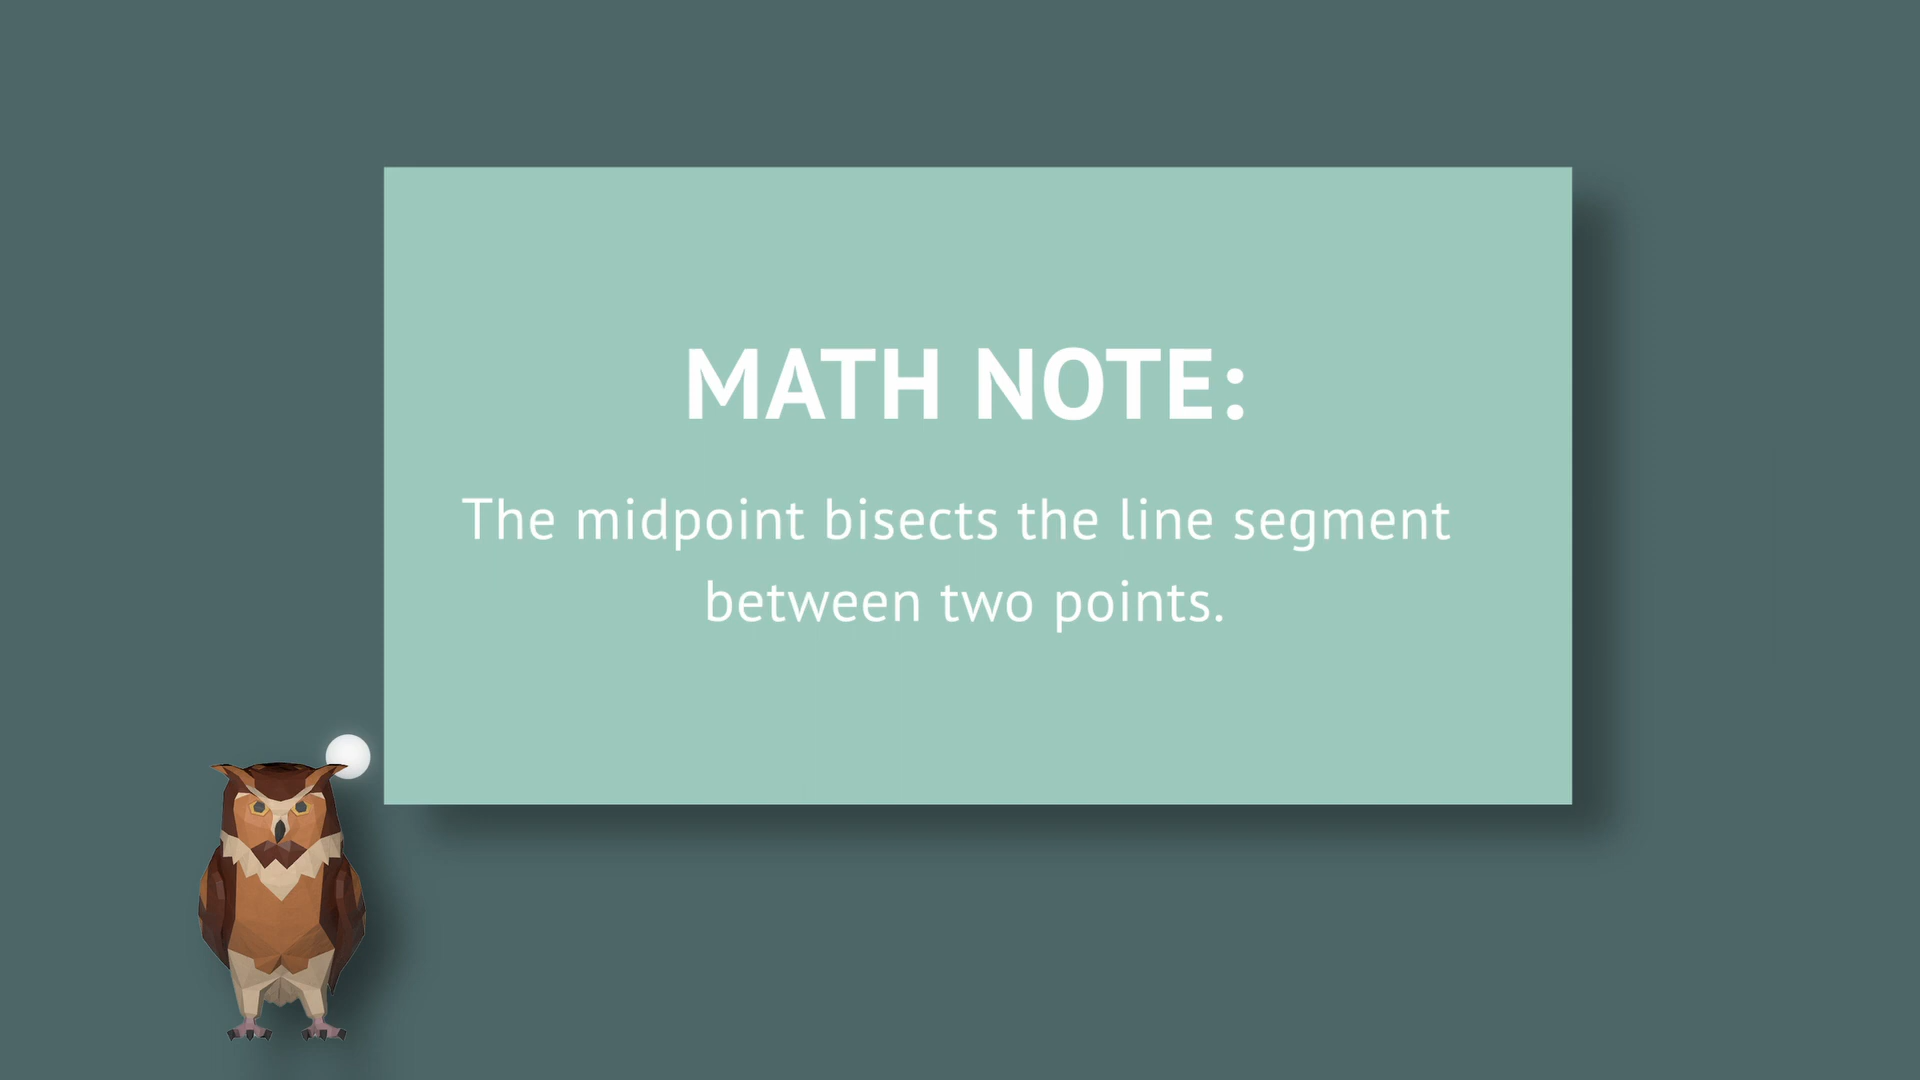 MATH NOTE:
The midpoint bisects the line segment
between two points.